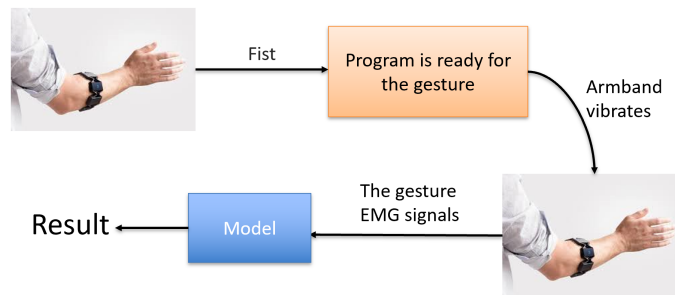 Fist
Program is ready for
the gesture
Armband
vibrates
The gesture
EMG signals
Model
Result